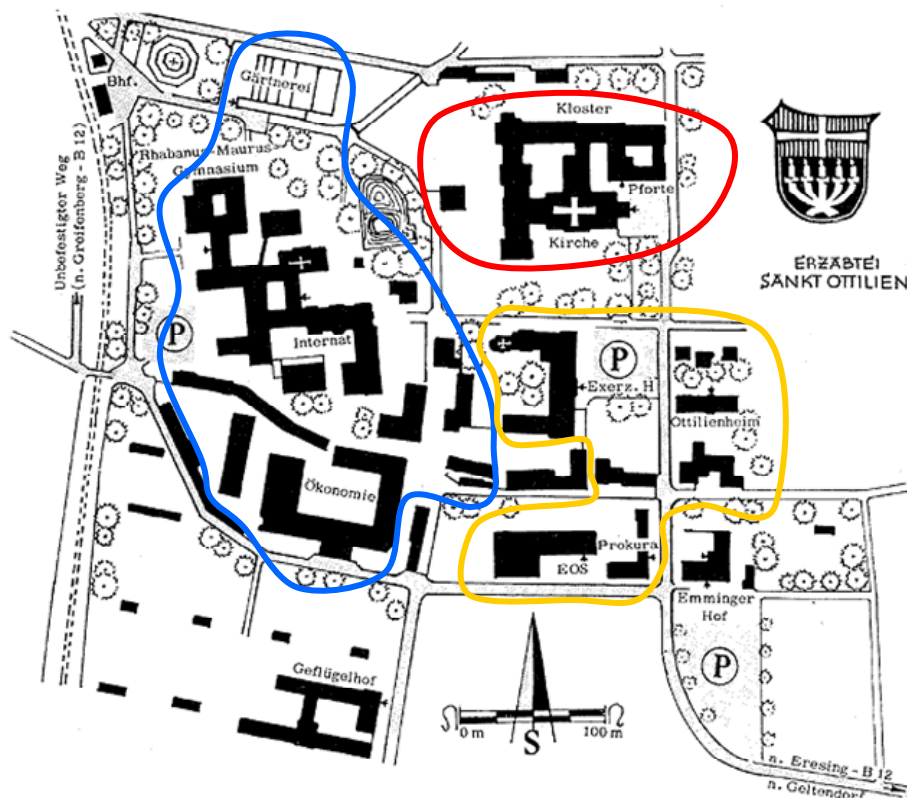 Gärtnerei
Bhf.
Kloster
Rhabanus-Maurus
Gymnasium
Pforte
Kirche
Unbefestigter Weg
(n. Greifenberg - B 12)
ERZABTEI
SANKT OTTILIEN
P
Internat
P
Exerz. H
Ottilienheim
Ökonomie
Prokura
EOS
Emminger
Hof
P
Geflügelhof
0 m
100 m
S
n. Eresing - B 12
n. Geltendorf